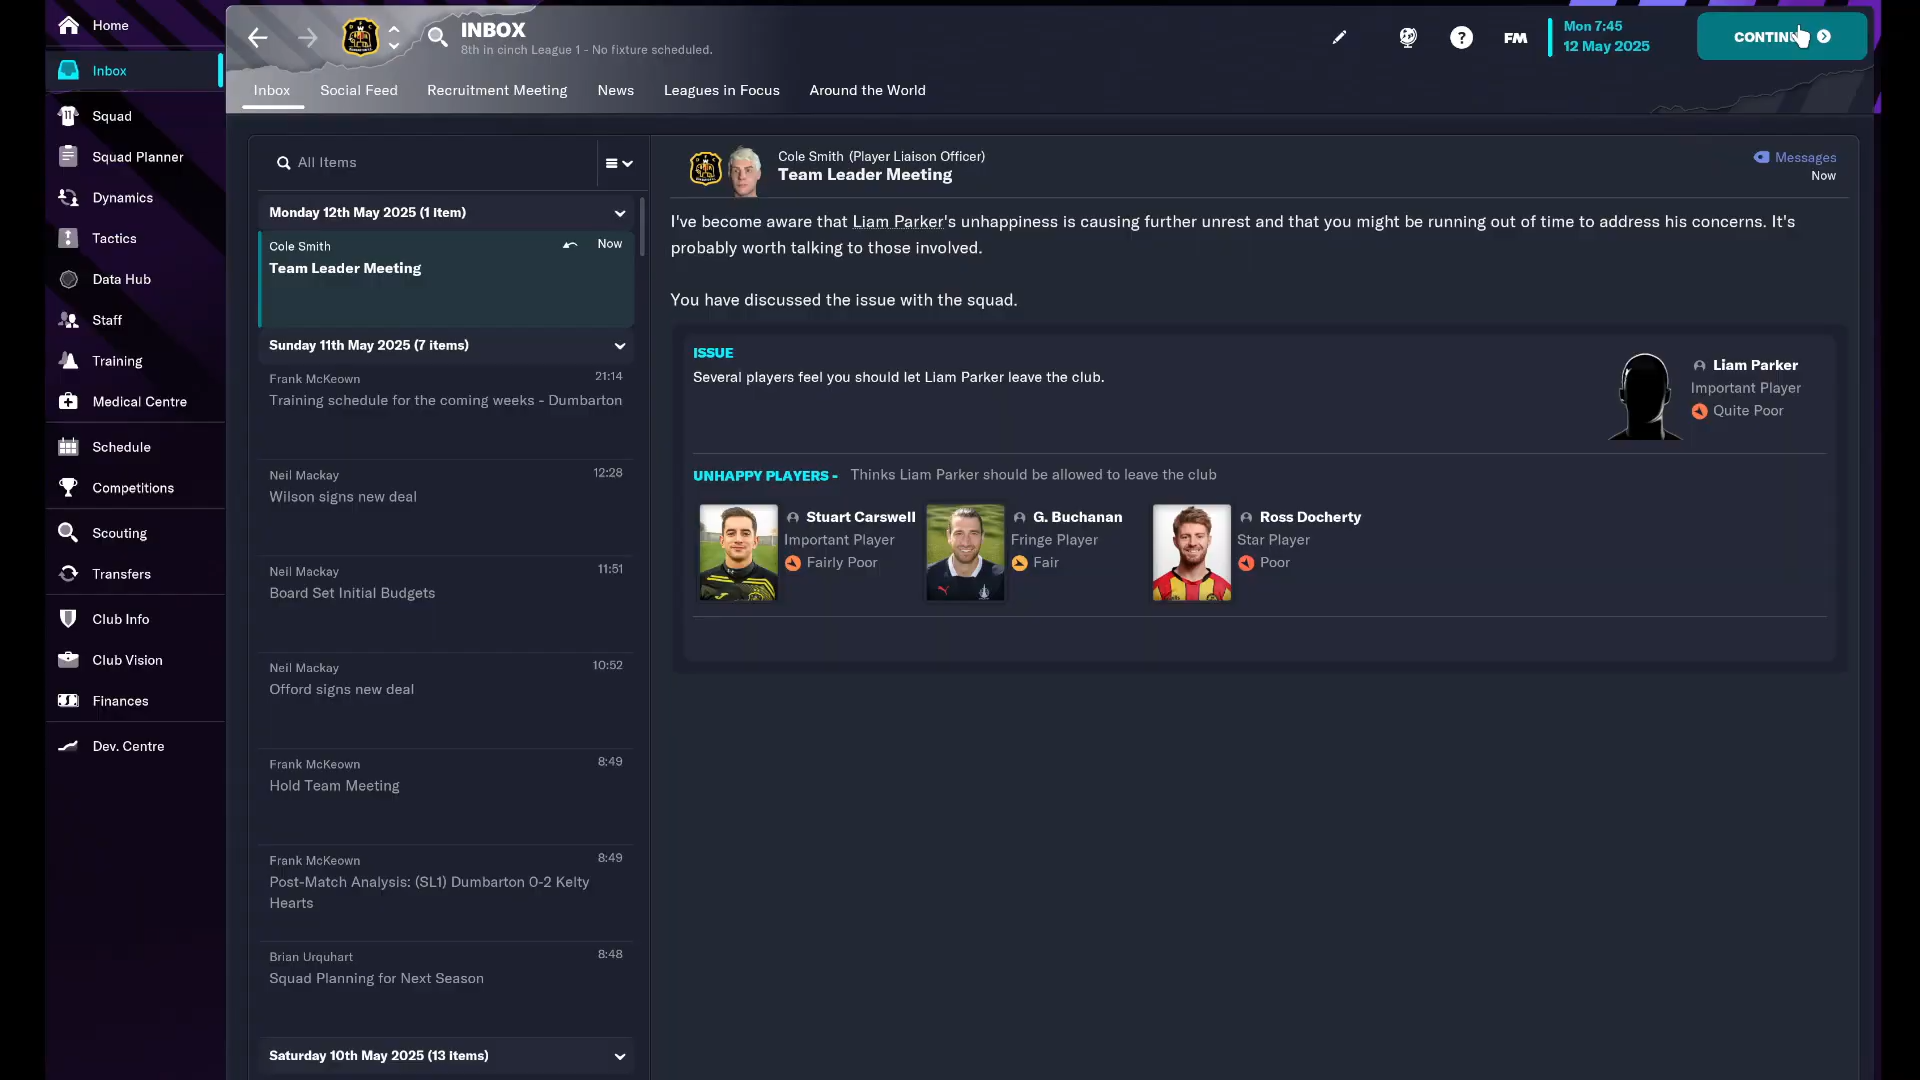 Home
Inbox
Squad
Squad Planner
Dynamics
Tactics
Data Hub
Staff
Training
Medical Centre
Schedule
Competitions
Scouting
Transfers
Club Info
Club Vision
Finances
Dev. Centre
INBOX
8th in cinch League 1 - No fixture scheduled.
FM
Mon 7:45
12 May 2025
CONTINU
Inbox
Social Feed
Recruitment Meeting
News
Leagues in Focus
Around the World
All Items
Monday 12th May 2025 (1 item)
Cole Smith
Now
Team Leader Meeting
Sunday 11th May 2025 (7 items)
Frank McKeown
21:14
Training schedule for the coming weeks - Dumbarton
Neil Mackay
12:28
Wilson signs new deal
Neil Mackay
11:51
Board Set Initial Budgets
Neil Mackay
10:52
Offord signs new deal
Frank McKeown
8:49
Hold Team Meeting
Frank McKeown
8:49
Post-Match Analysis: (SL1) Dumbarton 0-2 Kelty
Hearts
Brian Urquhart
8:48
Squad Planning for Next Season
Saturday 10th May 2025 (13 items)
Cole Smith (Player Liaison Officer)
Team Leader Meeting
Messages
Now
I've become aware that Liam Parker's unhappiness is causing further unrest and that you might be running out of time to address his concerns. It's
probably worth talking to those involved.
You have discussed the issue with the squad.
ISSUE
Several players feel you should let Liam Parker leave the club.
Liam Parker
Important Player
Quite Poor
UNHAPPY PLAYERS - Thinks Liam Parker should be allowed to leave the club
Stuart Carswell
Important Player
Fairly Poor
G. Buchanan
Fringe Player
Fair
Ross Docherty
Star Player
Poor